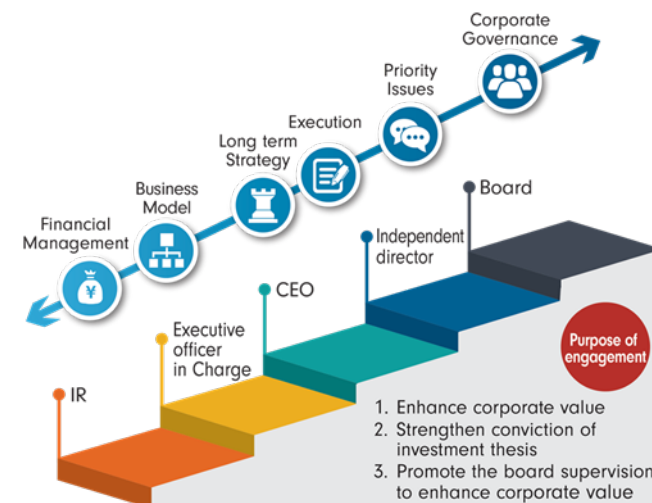 Corporate
Governance
Priority
Issues
Execution
Long term
Strategy
Business
Model
Financial
Management
¥
Board
Independent
director
CEO
Executive
officer
in Charge
IR
Purpose of
engagement
1. Enhance corporate value
2. Strengthen conviction of
investment thesis
3. Promote the board supervision
to enhance corporate value